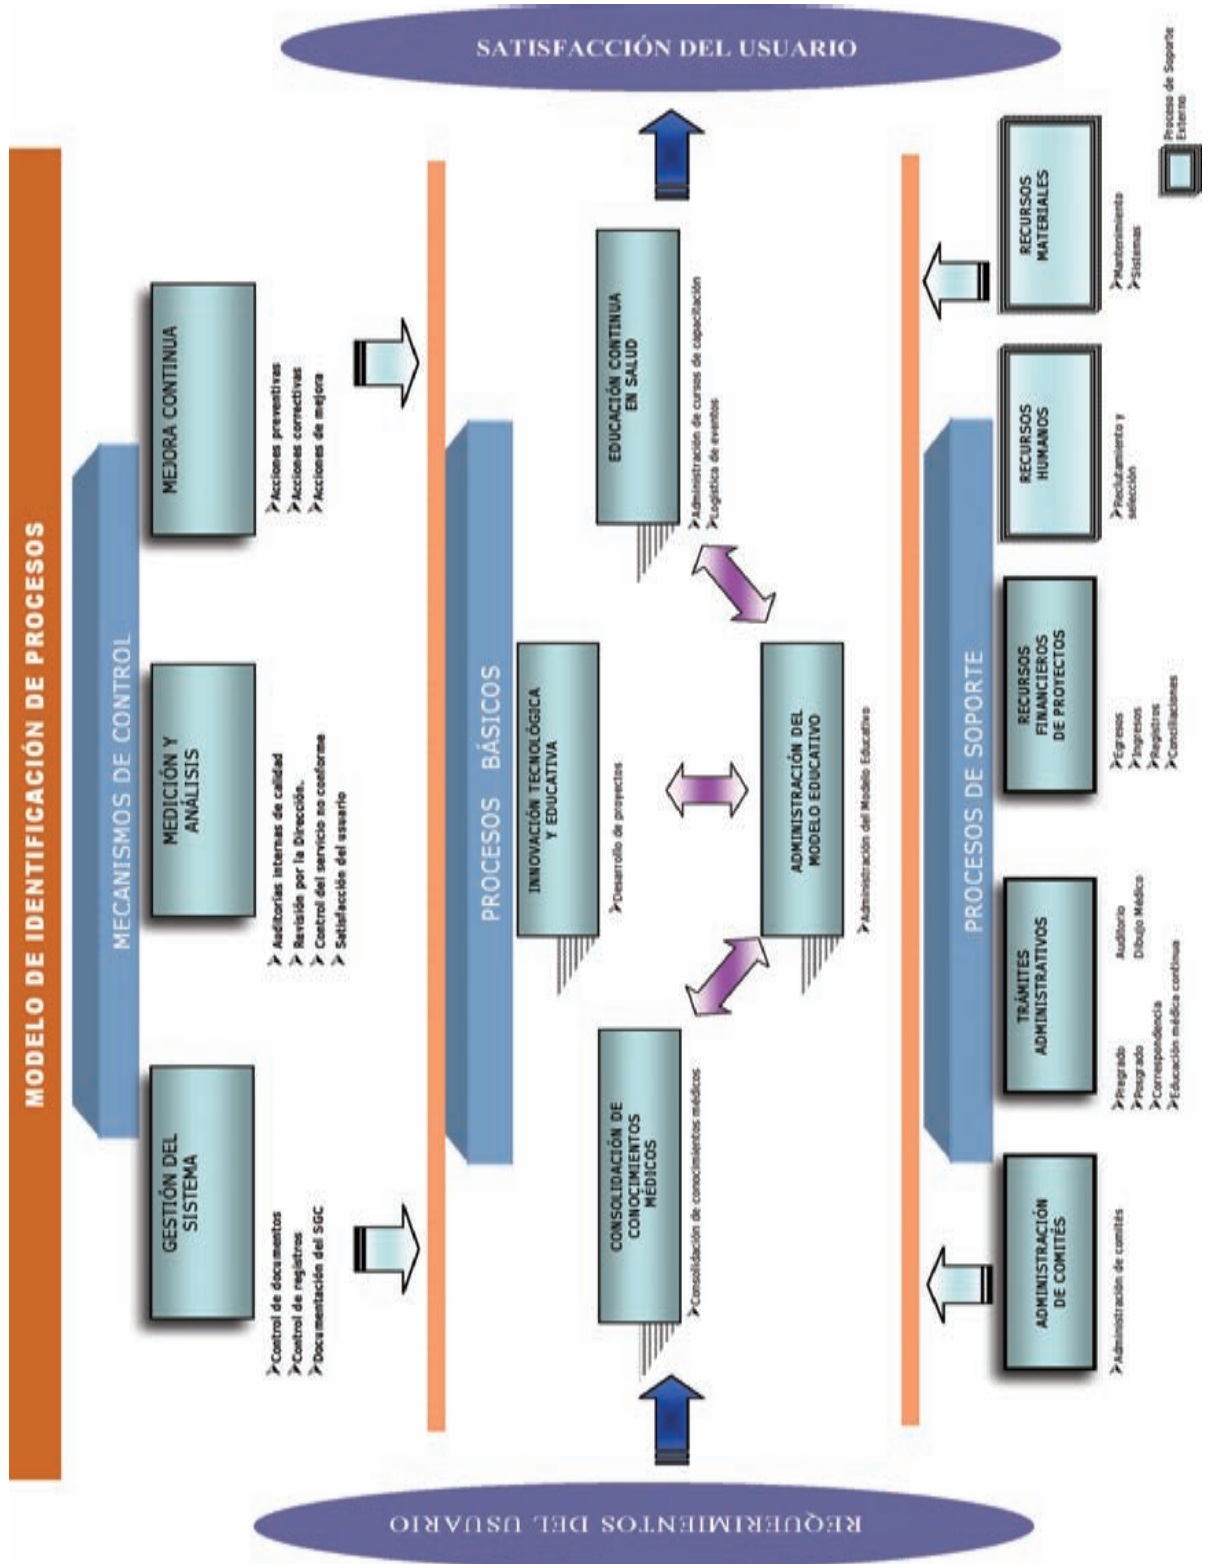 MODELO DE IDENTIFICACIÓN DE PROCESOS
MECANISMOS DE CONTROL
GESTIÓN DEL
SISTEMA
➢Control de documentos
➢Control de registros
➢Documentación del SGC
MEDICIÓN Y
ANÁLISIS
➢ Auditorías internas de calidad
➢ Revisión por la Dirección.
➢ Control del servicio no conforme
➢ Satisfacción del usuario
MEJORA CONTINUA
➢Acciones preventivas
➢Acciones correctivas
➢Acciones de mejora
REQUERIMIENTOS DEL USUARIO
PROCESOS BÁSICOS
CONSOLIDACIÓN DE
CONOCIMIENTOS
MÉDICOS
➢Consolidación de conocimientos médicos
INNOVACIÓN TECNOLÓGICA
Y EDUCATIVA
➢Desarrollo de proyectos
ADMINISTRACIÓN DEL
MODELO EDUCATIVO
➢Administración del Modelo Educativo
EDUCACIÓN CONTINUA
EN SALUD
➢Administración de cursos de capacitación
➢Logística de eventos
SATISFACCIÓN DEL USUARIO
PROCESOS DE SOPORTE
ADMINISTRACIÓN
DE COMITÉS
➢Administración de comités
TRÁMITES
ADMINISTRATIVOS
➢Pregrado Auditorio
➢Posgrado Dibujo Médico
➢Correspondencia
➢Educación médica continua
RECURSOS
FINANCIEROS
DE PROYECTOS
➢Egresos
➢Ingresos
➢Registros
➢Conciliaciones
RECURSOS
HUMANOS
➢Reclutamiento y
selección
RECURSOS
MATERIALES
➢Mantenimiento
➢Sistemas
Proceso de Soporte
Externo